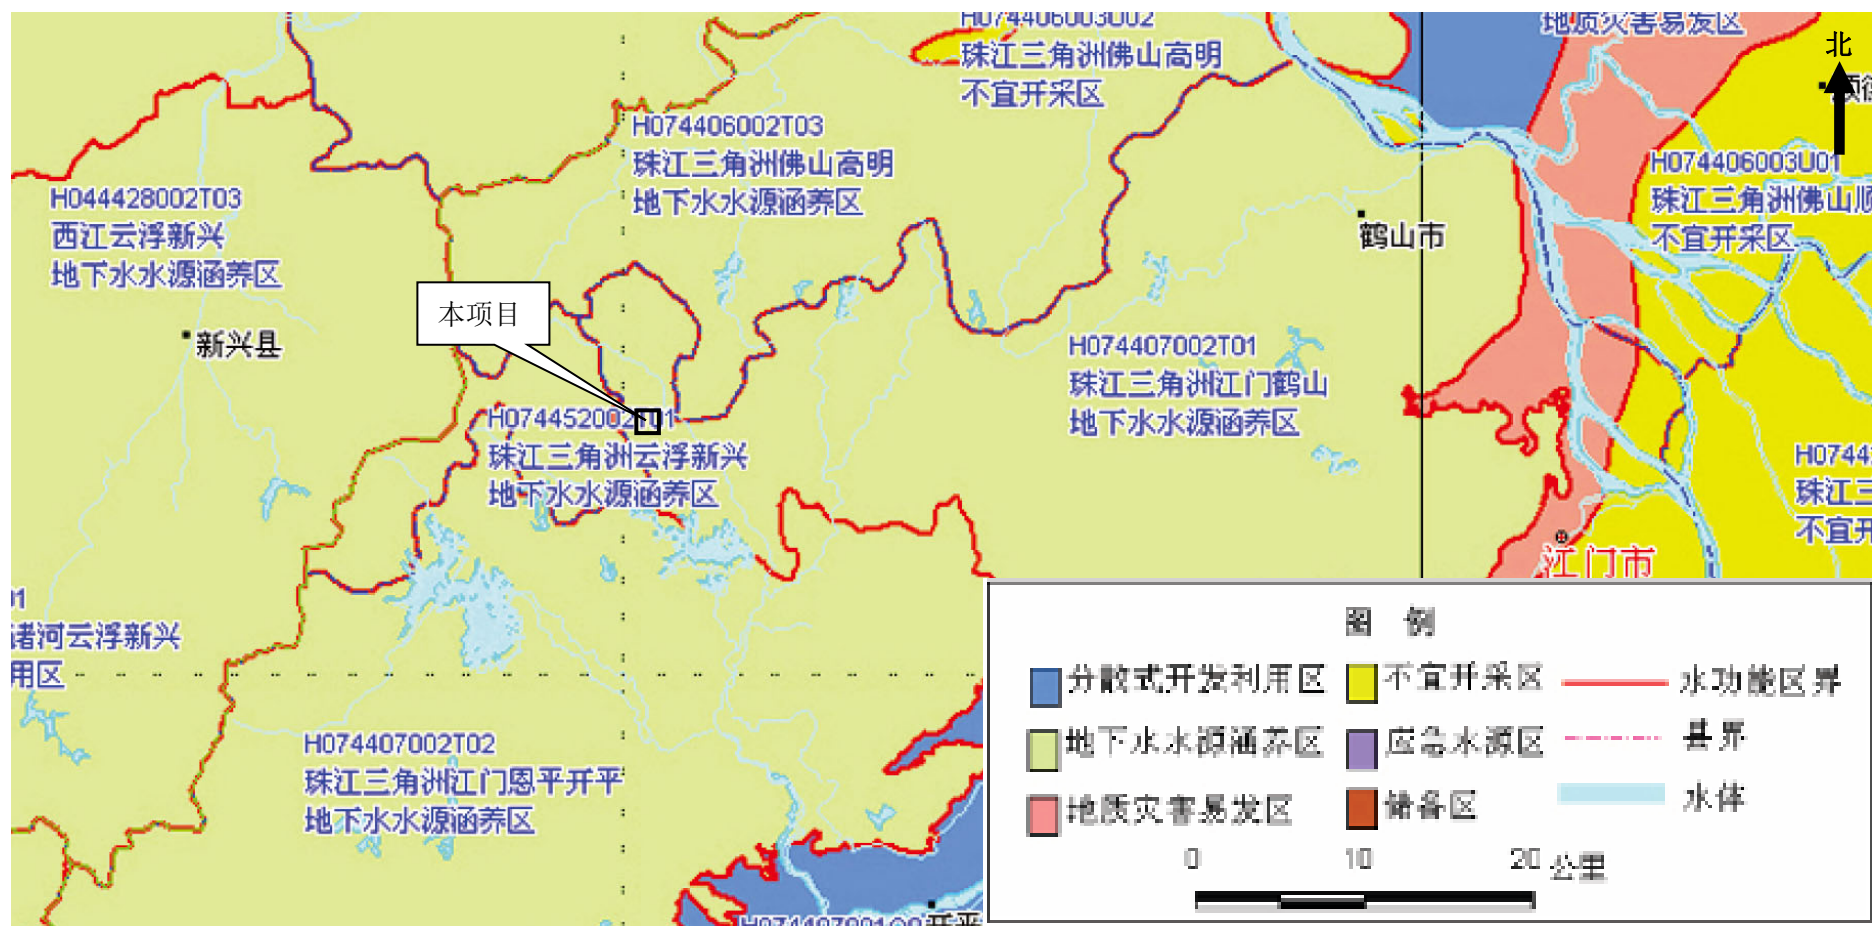 H074406003U02
珠江三角洲佛山高明
不宜开采区
地质灾害易发区
北
H074406002T03
珠江三角洲佛山高明
地下水水源涵养区
H074406003U01
珠江三角洲佛山顺
不宜开采区
H044428002T03
西江云浮新兴
地下水水源涵养区
鹤山市
本项目
新兴县
H074407002T01
珠江三角洲江门鹤山
地下水水源涵养区
H074452002T01
珠江三角洲云浮新兴
地下水水源涵养区
H0744
珠江三
不宜开
江门市
01
诸河云浮新兴
用区
H074407002T02
珠江三角洲江门恩平开平
地下水水源涵养区
开平
图 例
分散式开发利用区
不宜开采区
水功能区界
地下水水源涵养区
应急水源区
县界
地质灾害易发区
储备区
水体
0 10 20 公里